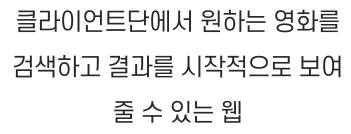 클라이언트단에서 원하는 영화를
검색하고 결과를 시작적으로 보여
줄 수 있는 웹